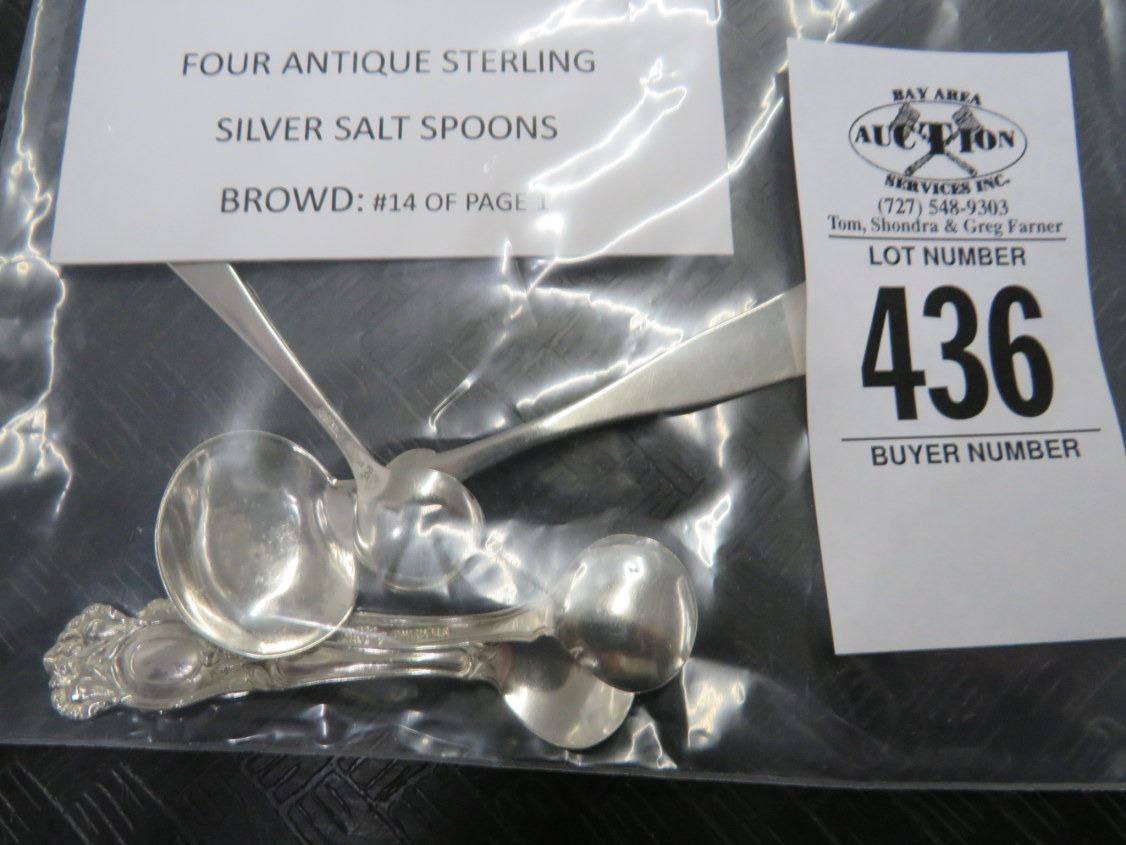 FOUR ANTIQUE STERLING
SILVER SALT SPOONS
BROWD: #14 OF PAGE 1
BAY AREA
AUCTION
SERVICES INC.
(727) 548-9303
Tom, Shondra & Greg Farner
LOT NUMBER
436
BUYER NUMBER